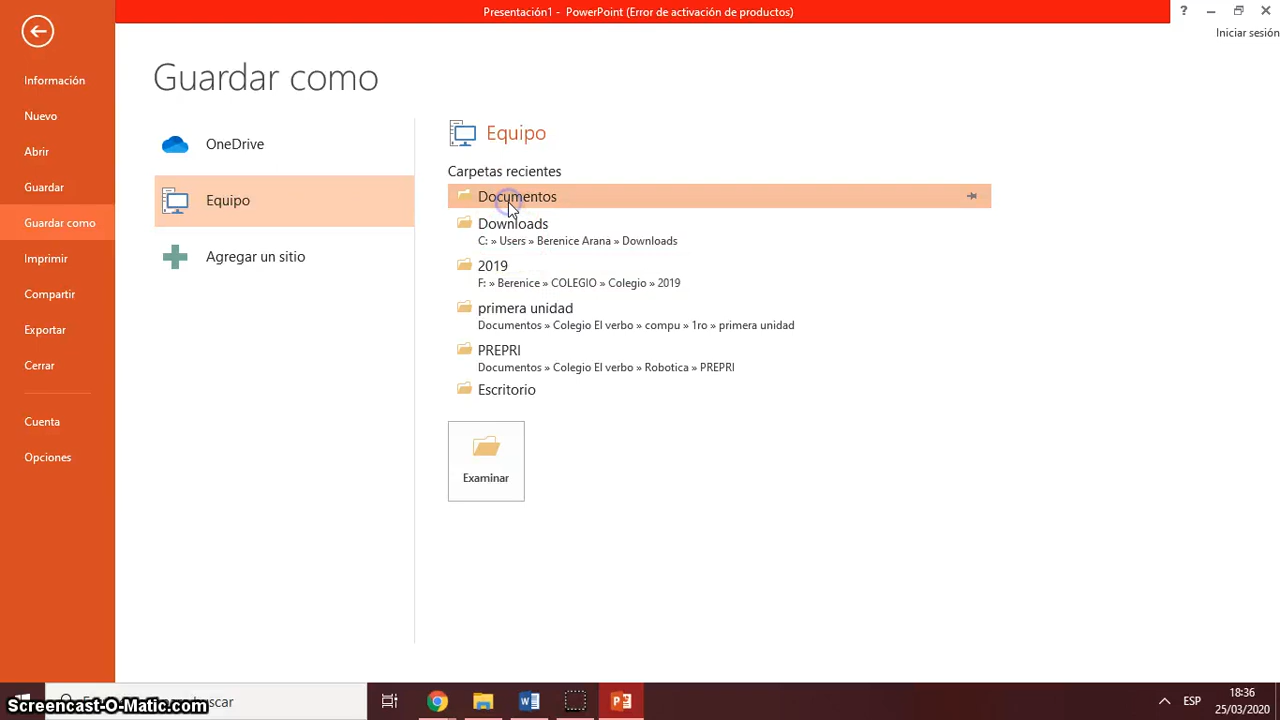 Presentación1 - PowerPoint (Error de activación de productos)
?
Iniciar sesión
Información
Nuevo
Abrir
Guardar
Guardar como
Imprimir
Compartir
Exportar
Cerrar
Cuenta
Opciones
Guardar como
OneDrive
Equipo
Agregar un sitio
Equipo
Carpetas recientes
Documentos
Downloads
C: » Users » Berenice Arana » Downloads
2019
F: » Berenice » COLEGIO » Colegio » 2019
primera unidad
Documentos » Colegio El verbo » compu » 1ro » primera unidad
PREPRI
Documentos » Colegio El verbo » Robotica » PREPRI
Escritorio
Examinar
buscar
Screencast-O-Matic.com
ESP
18:36
25/03/2020